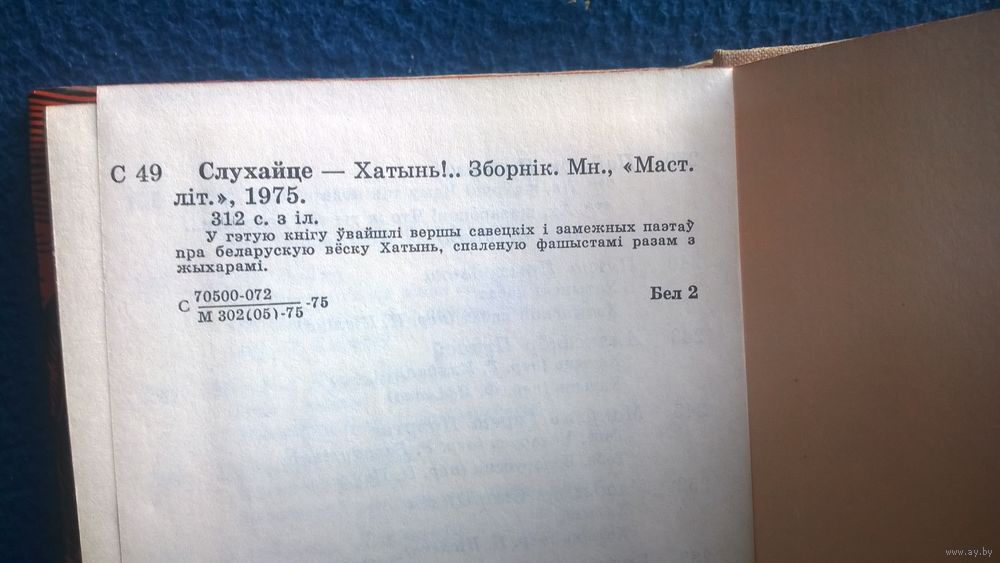 С 49 Слухайце — Хатынь!.. Зборнік. Мн., «Маст.
літ.», 1975.
312 с. з іл.
У гэтую кнігу ўвайшлі вершы савецкіх і замежных паэтаў
пра беларускую вёску Хатынь, спаленую фашыстамі разам з
жыхарамі.
С 70500-072 -75 Бел 2
М 302(05)-75
www.ay.by